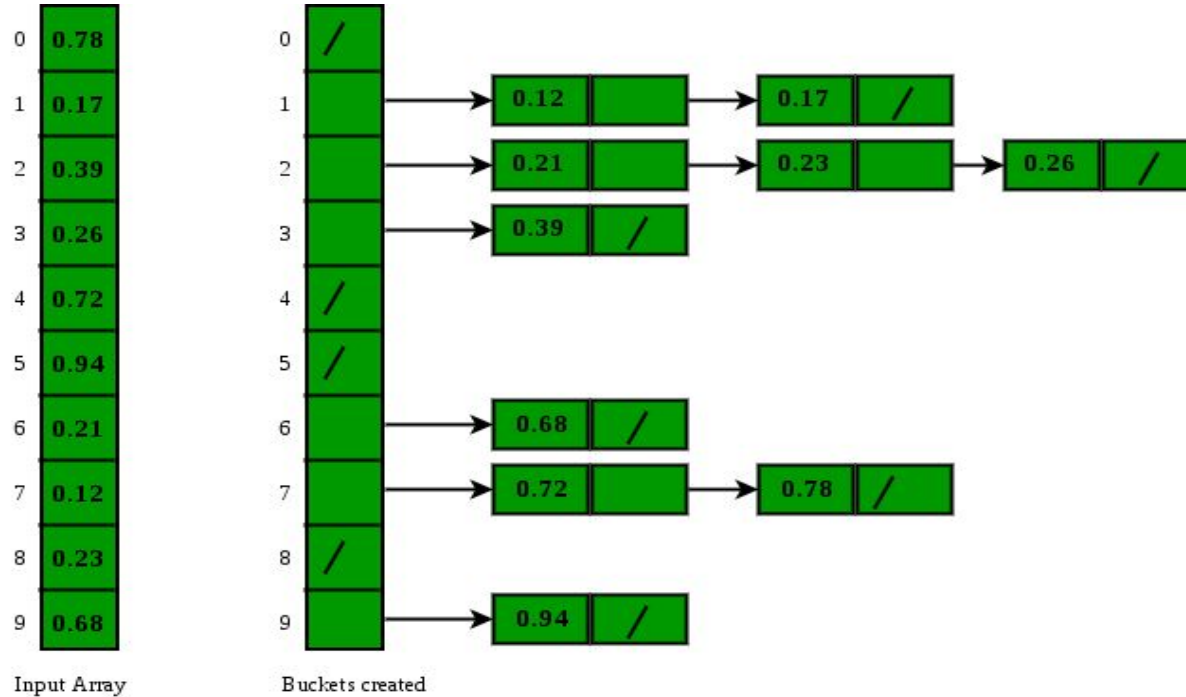 0 0.78 0 /
1 0.17 1 0.12 0.17 /
2 0.39 2 0.21 0.23 0.26 /
3 0.26 3 0.39 /
4 0.72 4 /
5 0.94 5 /
6 0.21 6 0.68 /
7 0.12 7 0.72 0.78 /
8 0.23 8 /
9 0.68 9 0.94 /
Input Array Buckets created